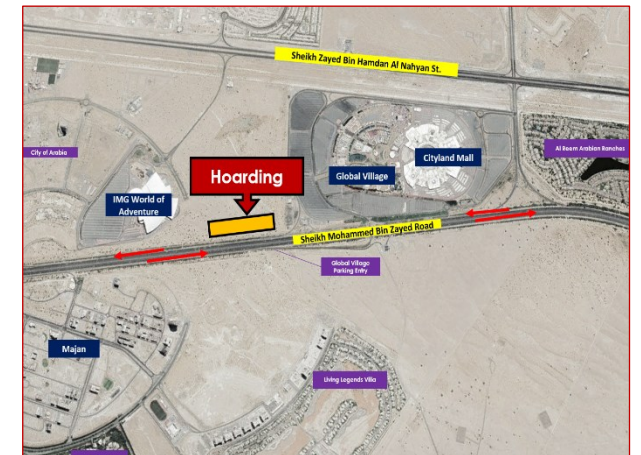 Sheikh Zayed Bin Hamdan Al Nahyan St.
City of Arabia
Al Reem Arabian Ranches
Cityland Mall
Global Village
Hoarding
IMG World of
Adventure
Sheikh Mohammed Bin Zayed Road
Global Village
Parking Entry
Majan
Living Legends Villa